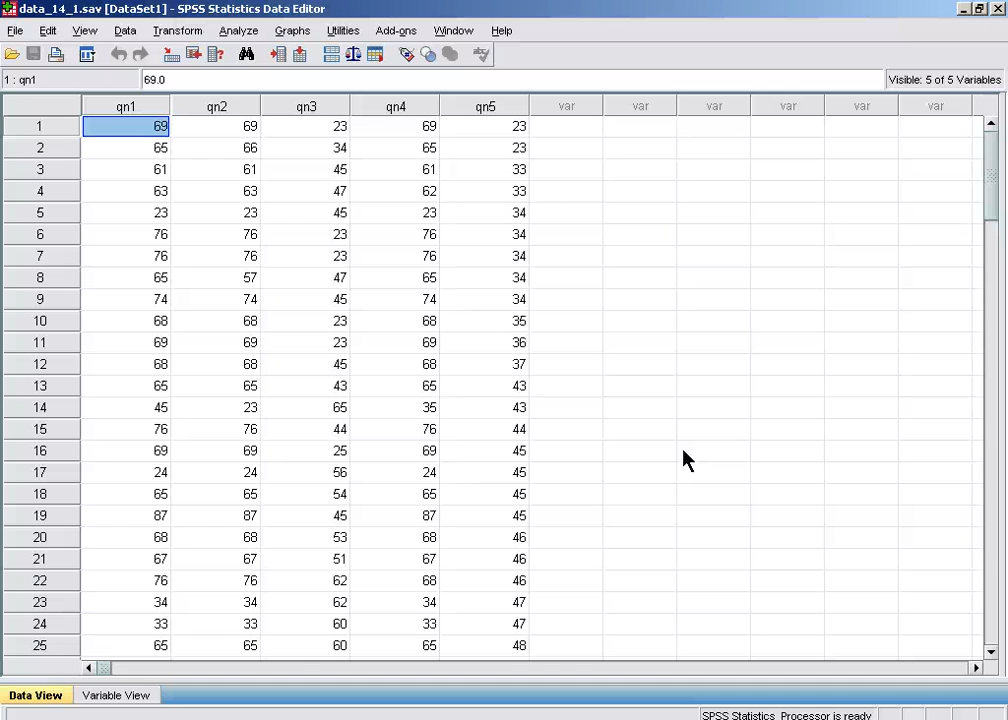 data_14_1.sav [DataSet1] - SPSS Statistics Data Editor
File Edit View Data Transform Analyze Graphs Utilities Add-ons Window Help
1 : qn1 69.0 Visible: 5 of 5 Variables
qn1 qn2 qn3 qn4 qn5 var var var var var var
1 69 69 23 69 23
2 65 66 34 65 23
3 61 61 45 61 33
4 63 63 47 62 33
5 23 23 45 23 34
6 76 76 23 76 34
7 76 76 23 76 34
8 65 57 47 65 34
9 74 74 45 74 34
10 68 68 23 68 35
11 69 69 23 69 36
12 68 68 45 68 37
13 65 65 43 65 43
14 45 23 65 35 43
15 76 76 44 76 44
16 69 69 25 69 45
17 24 24 56 24 45
18 65 65 54 65 45
19 87 87 45 87 45
20 68 68 53 68 46
21 67 67 51 67 46
22 76 76 62 68 46
23 34 34 62 34 47
24 33 33 60 33 47
25 65 65 60 65 48
Data View Variable View
SPSS Statistics Processor is ready